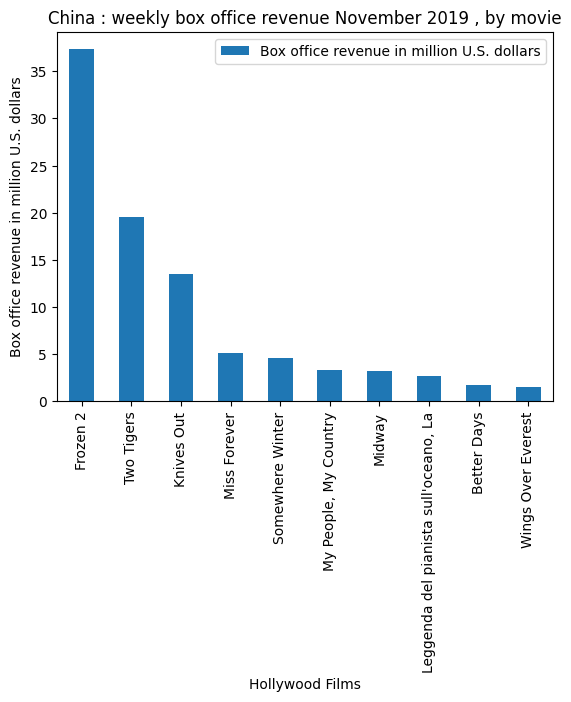 China : weekly box office revenue November 2019 , by movie
Box office revenue in million U.S. dollars
Box office revenue in million U.S. dollars
35
30
25
20
15
10
5
0
Frozen 2
Two Tigers
Knives Out
Miss Forever
Somewhere Winter
My People, My Country
Midway
Leggenda del pianista sull'oceano, La
Better Days
Wings Over Everest
Hollywood Films